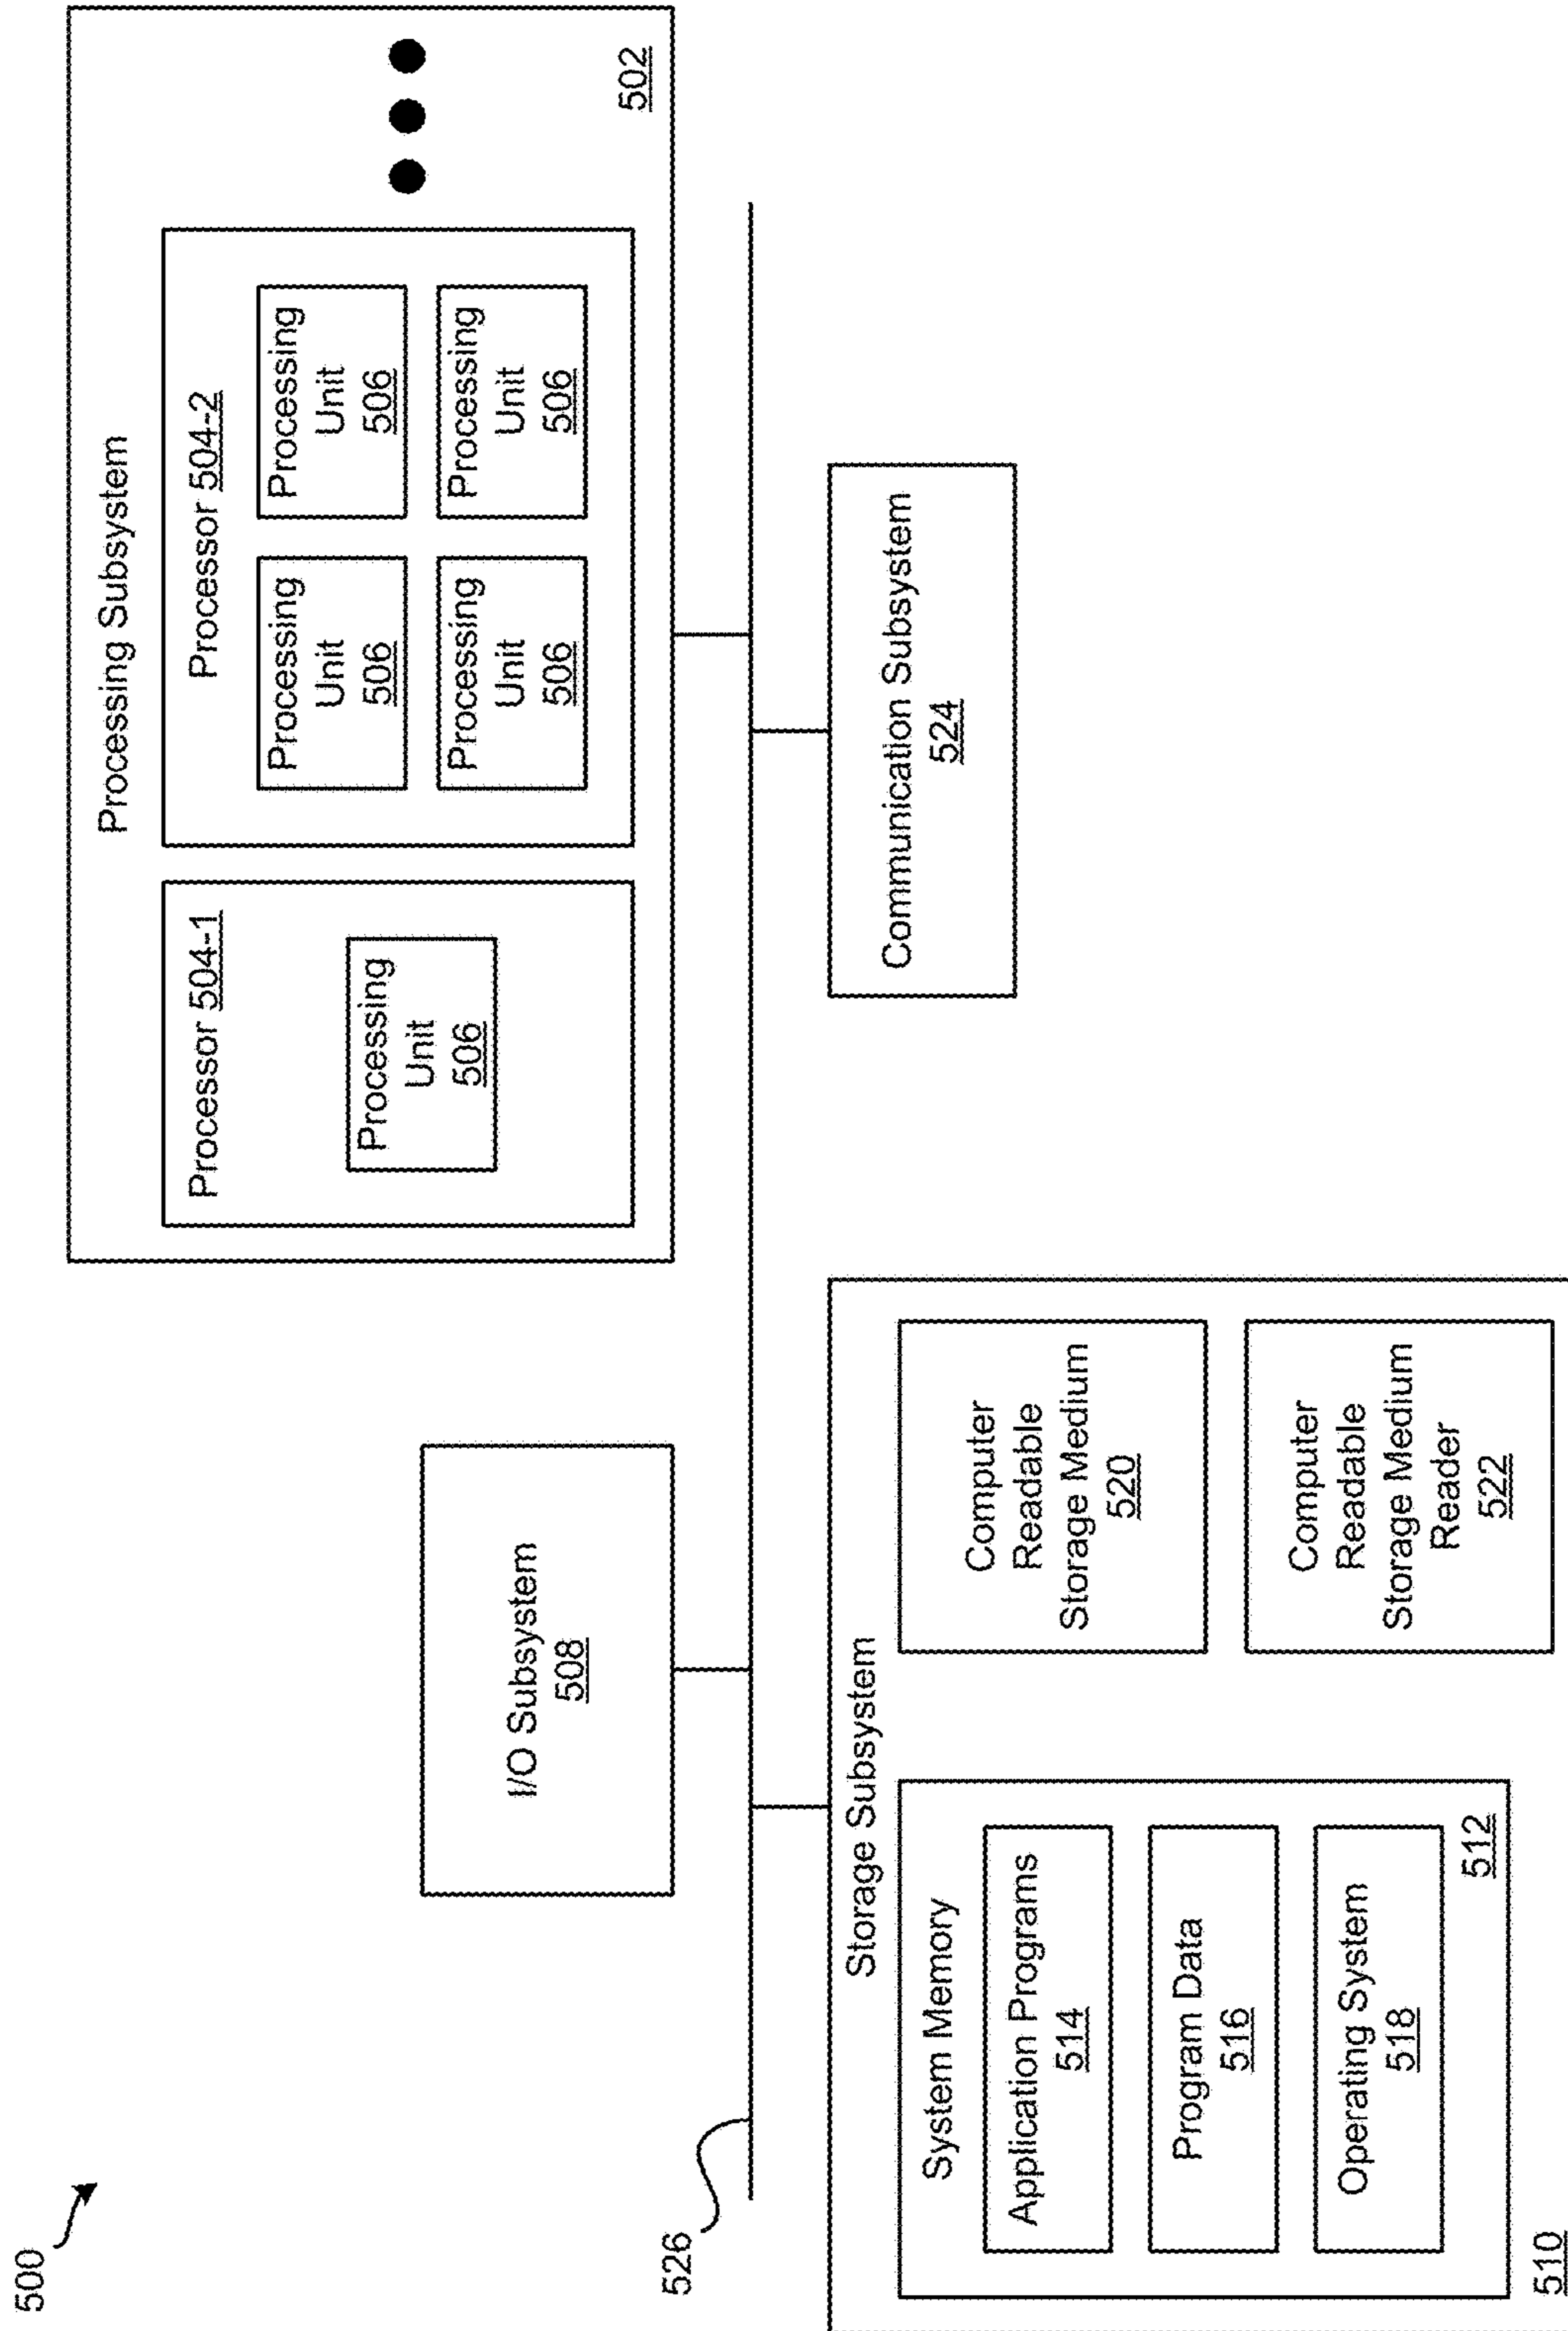 500
Processing Subsystem
Processor 504-1
Processing
Unit
506
Processor 504-2
Processing
Unit
506
Processing
Unit
506
Processing
Unit
506
Processing
Unit
506
502
I/O Subsystem
508
526
Storage Subsystem
System Memory
Application Programs
514
Program Data
516
Operating System
518
512
Computer
Readable
Storage Medium
520
Computer
Readable
Storage Medium
Reader
522
510
Communication Subsystem
524